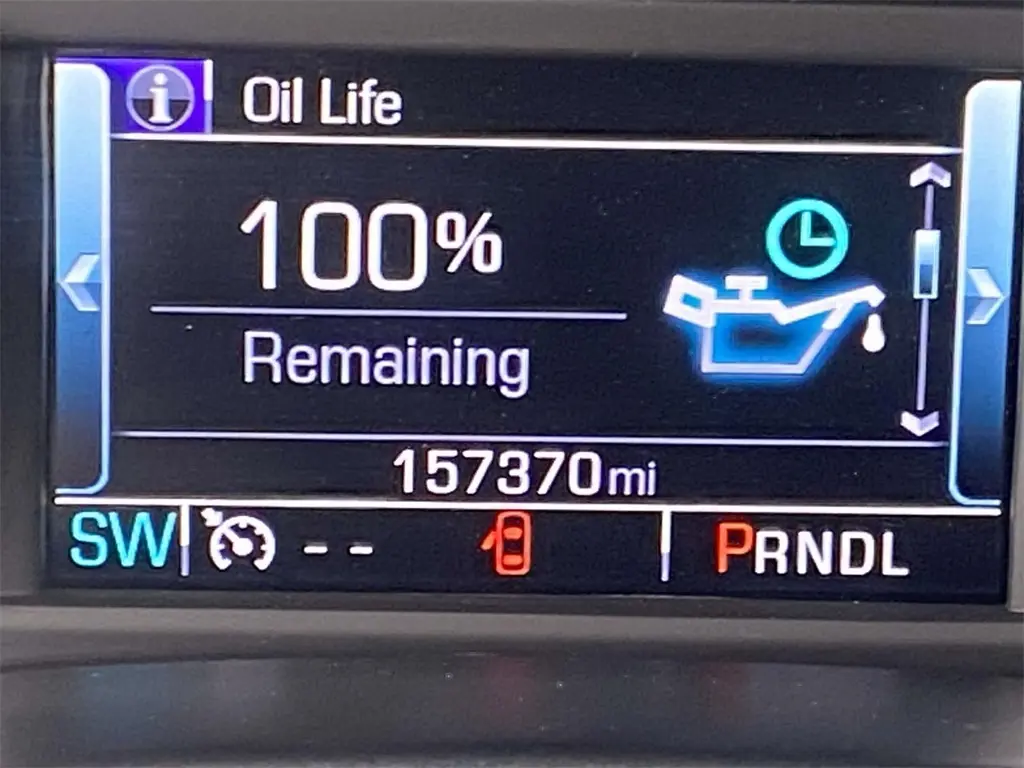 i Oil Life
100%
Remaining
157370mi
SW -- PRNDL